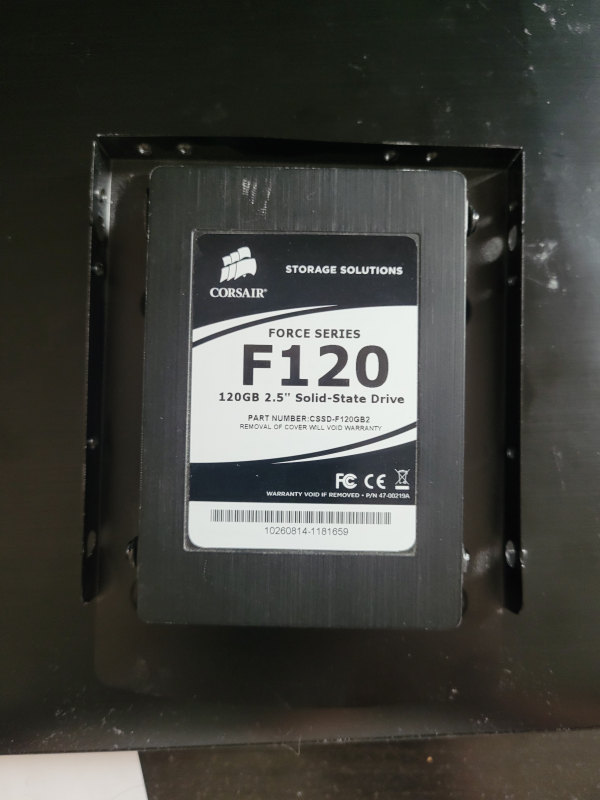 STORAGE SOLUTIONS
CORSAIR®
FORCE SERIES
F120
120GB 2.5" Solid-State Drive
PART NUMBER:CSSD-F120GB2
REMOVAL OF COVER WILL VOID WARRANTY
FC CE
WARRANTY VOID IF REMOVED • P/N 47-00219A
10260814-1181659